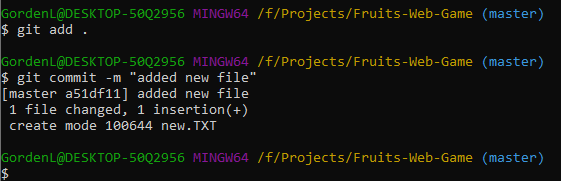 GordenL@DESKTOP-50Q2956 MINGW64 /f/Projects/Fruits-Web-Game (master)
$ git add .
GordenL@DESKTOP-50Q2956 MINGW64 /f/Projects/Fruits-Web-Game (master)
$ git commit -m "added new file"
[master a51df11] added new file
 1 file changed, 1 insertion(+)
 create mode 100644 new.TXT
GordenL@DESKTOP-50Q2956 MINGW64 /f/Projects/Fruits-Web-Game (master)
$